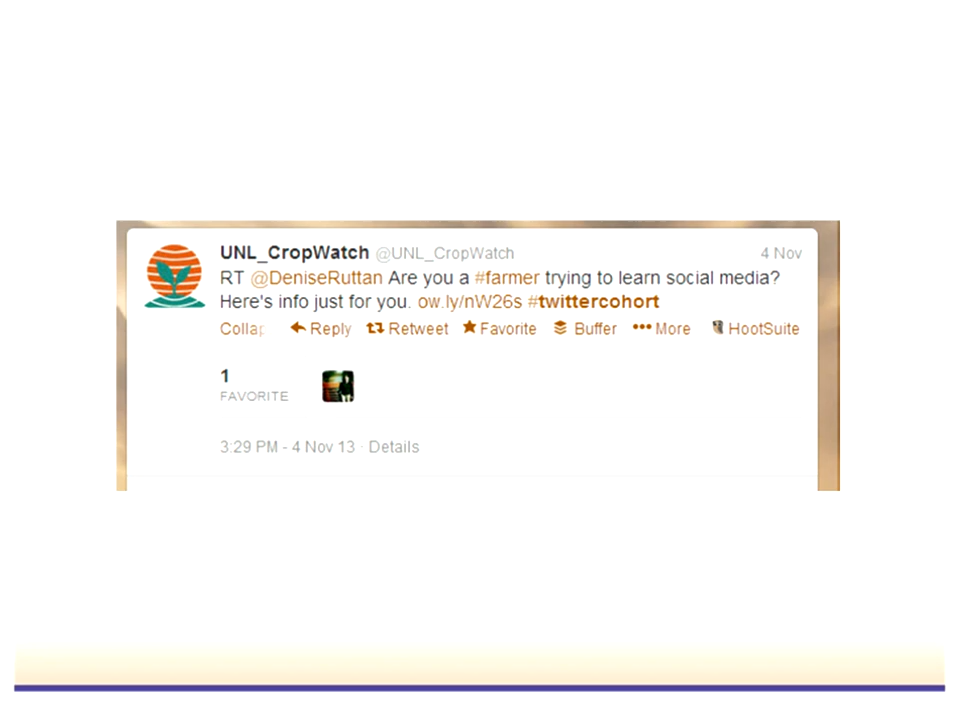 UNL_CropWatch @UNL_CropWatch 4 Nov
RT @DeniseRuttan Are you a #farmer trying to learn social media?
Here's info just for you. ow.ly/nW26s #twittercohort
Collap Reply Retweet Favorite Buffer More HootSuite
1
FAVORITE
3:29 PM - 4 Nov 13 · Details